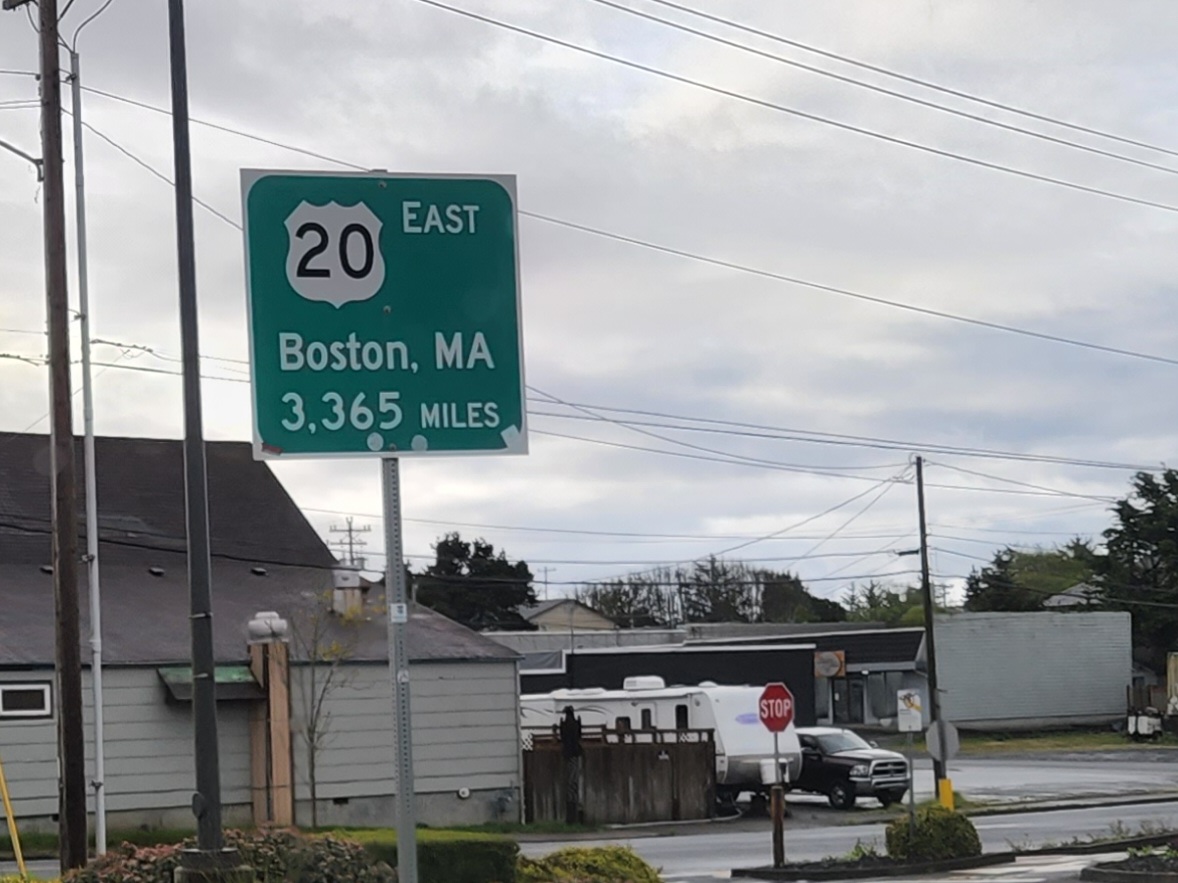 20 EAST
Boston, MA
3,365 MILES
STOP